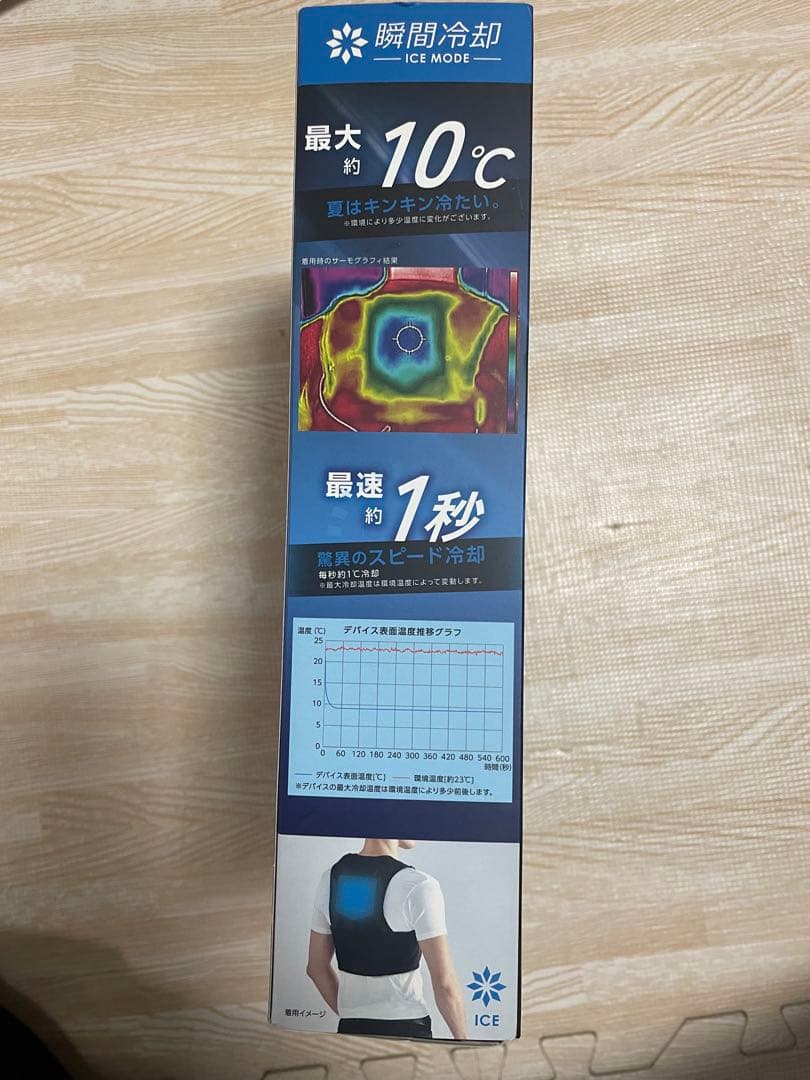 瞬間冷却
ICE MODE
最大
約
10℃
夏はキンキン冷たい。
※環境により多少温度に変化がございます。
着用時のサーモグラフィ結果
最速
約
1秒
驚異のスピード冷却
毎秒約1℃冷却
※最大冷却温度は環境温度によって変動します。
温度(℃)
デバイス表面温度推移グラフ
25
20
15
10
5
0
0 60 120 180 240 300 360 420 480 540 600
時間(秒)
デバイス表面温度[℃] 環境温度[約23℃]
※デバイスの最大冷却温度は環境温度により多少前後します。
着用イメージ
ICE